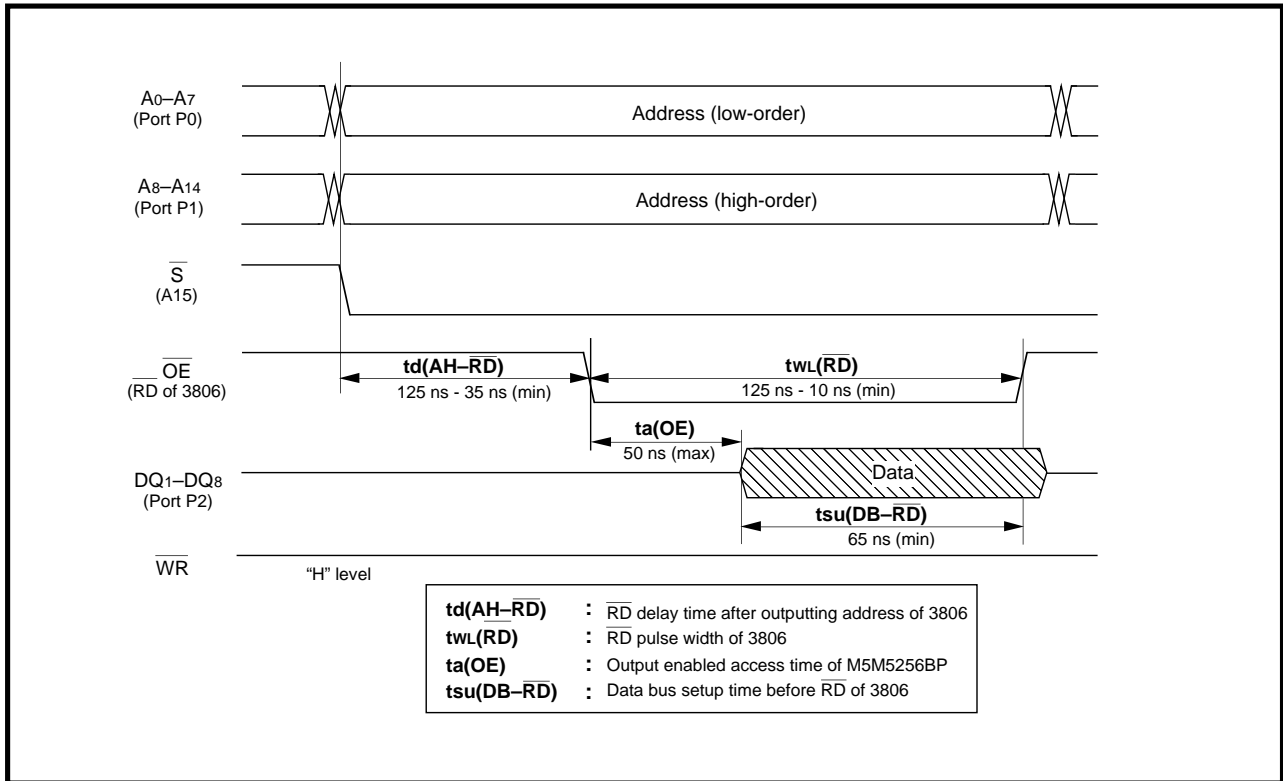 A0–A7
(Port P0)
Address (low-order)
A8–A14
(Port P1)
Address (high-order)
S
(A15)
OE
(RD of 3806)
td(AH–RD)
125 ns - 35 ns (min)
twL(RD)
125 ns - 10 ns (min)
ta(OE)
50 ns (max)
DQ1–DQ8
(Port P2)
Data
tsu(DB–RD)
65 ns (min)
WR
“H” level
td(AH–RD) : RD delay time after outputting address of 3806
twL(RD) : RD pulse width of 3806
ta(OE) : Output enabled access time of M5M5256BP
tsu(DB–RD) : Data bus setup time before RD of 3806